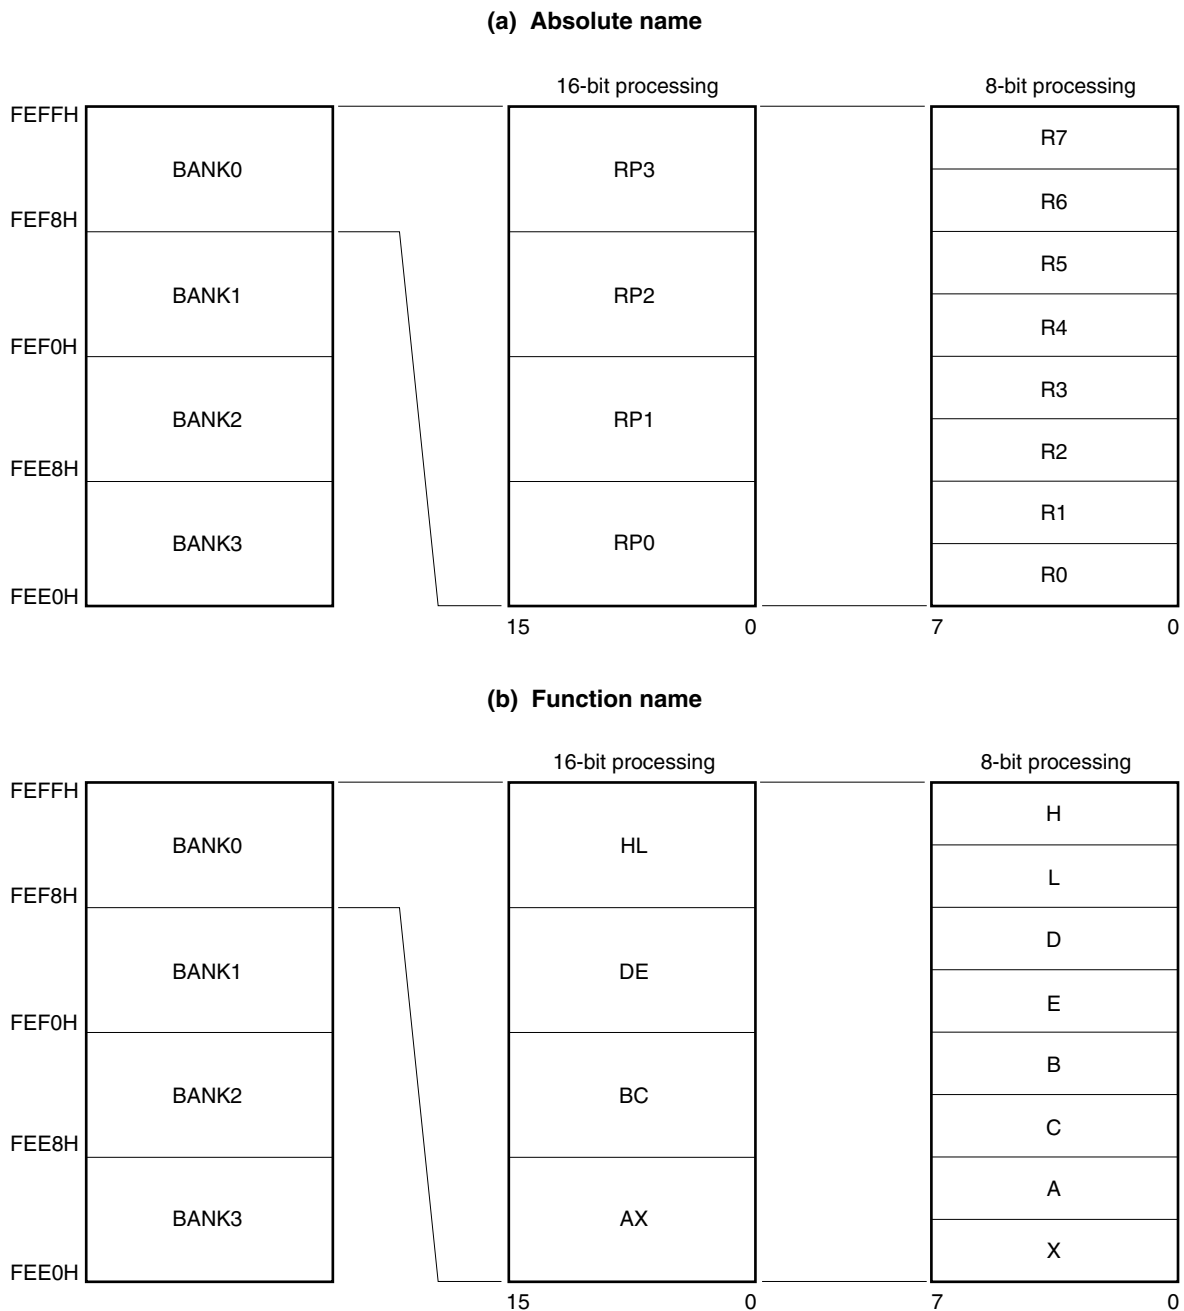 (a) Absolute name
16-bit processing
8-bit processing
FEFFH
BANK0
RP3
R7
R6
FEF8H
BANK1
RP2
R5
R4
FEF0H
BANK2
RP1
R3
R2
FEE8H
BANK3
RP0
R1
R0
FEE0H
15
0
7
0
(b) Function name
16-bit processing
8-bit processing
FEFFH
BANK0
HL
H
L
FEF8H
BANK1
DE
D
E
FEF0H
BANK2
BC
B
C
FEE8H
BANK3
AX
A
X
FEE0H
15
0
7
0